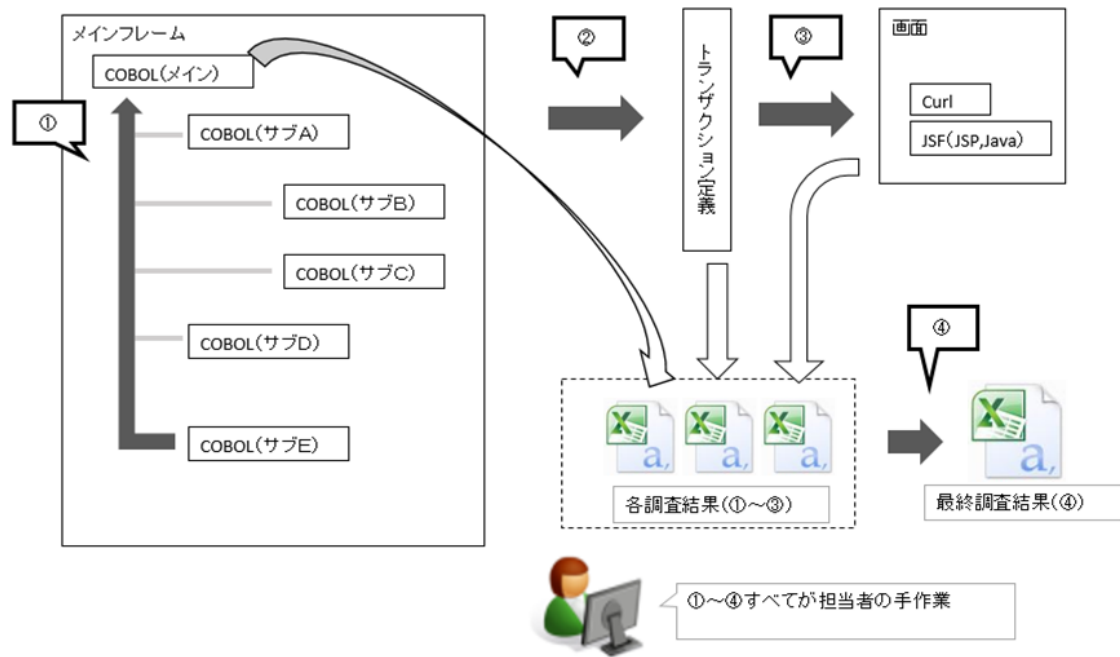 メインフレーム
COBOL(メイン)
①
COBOL(サブA)
COBOL(サブB)
COBOL(サブC)
COBOL(サブD)
COBOL(サブE)
②
トランザクション定義
③
画面
Curl
JSF(JSP,Java)
④
a,
a,
a,
a,
各調査結果(①～③)
最終調査結果(④)
①～④すべてが担当者の手作業